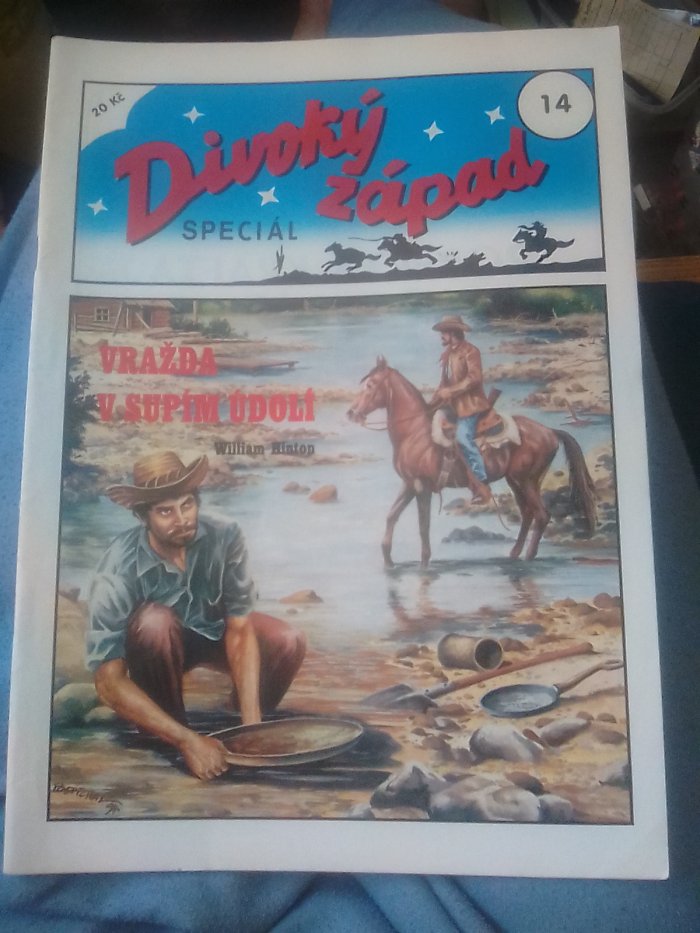 20 Kč
14
Divoký
západ
SPECIÁL
VRAŽDA
V SUPÍM ÚDOLÍ
William Hinton